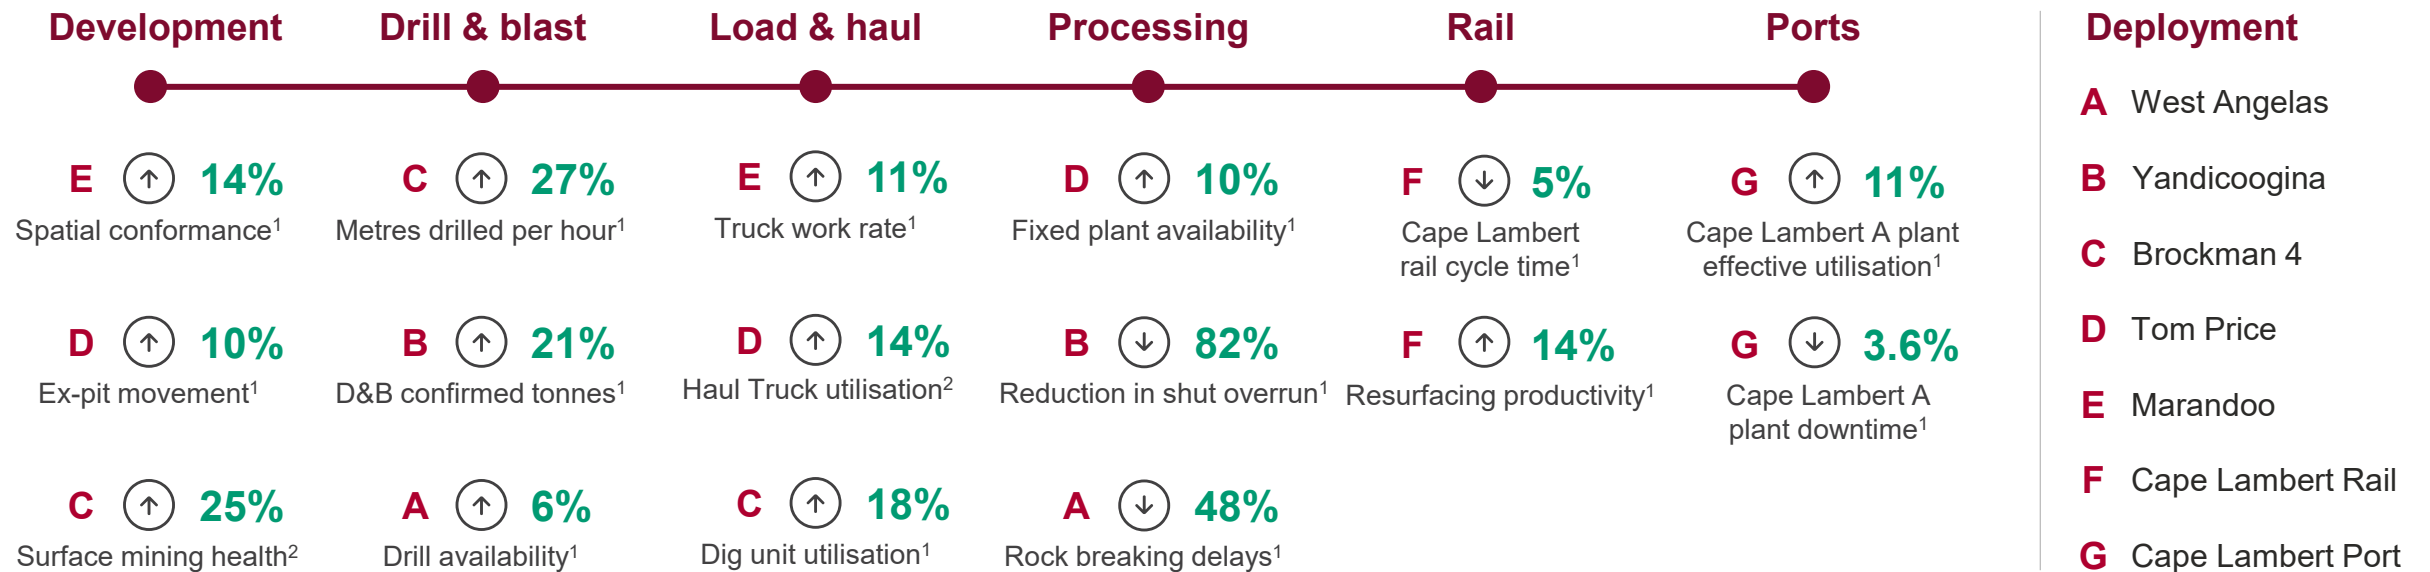 Development
Drill & blast
Load & haul
Processing
Rail
Ports
Deployment
E ↑ 14%
Spatial conformance¹
C ↑ 27%
Metres drilled per hour¹
E ↑ 11%
Truck work rate¹
D ↑ 10%
Fixed plant availability¹
F ↓ 5%
Cape Lambert
rail cycle time¹
G ↑ 11%
Cape Lambert A plant
effective utilisation¹
D ↑ 10%
Ex-pit movement¹
B ↑ 21%
D&B confirmed tonnes¹
D ↑ 14%
Haul Truck utilisation²
B ↓ 82%
Reduction in shut overrun¹
F ↑ 14%
Resurfacing productivity¹
G ↓ 3.6%
Cape Lambert A
plant downtime¹
C ↑ 25%
Surface mining health²
A ↑ 6%
Drill availability¹
C ↑ 18%
Dig unit utilisation¹
A ↓ 48%
Rock breaking delays¹
A West Angelas
B Yandicoogina
C Brockman 4
D Tom Price
E Marandoo
F Cape Lambert Rail
G Cape Lambert Port